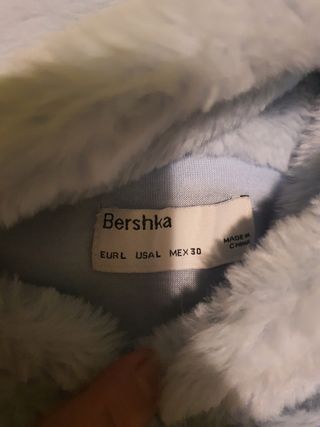 Bershka
EUR L USA L MEX 30
MADE IN
CHINA